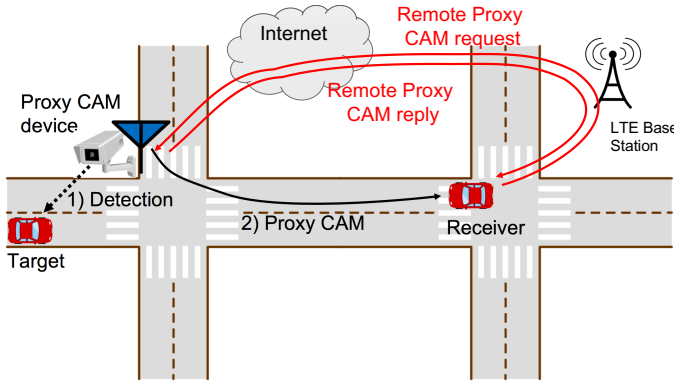 Remote Proxy
CAM request
Internet
Remote Proxy
CAM reply
Proxy CAM
device
LTE Base
Station
1) Detection
2) Proxy CAM
Receiver
Target